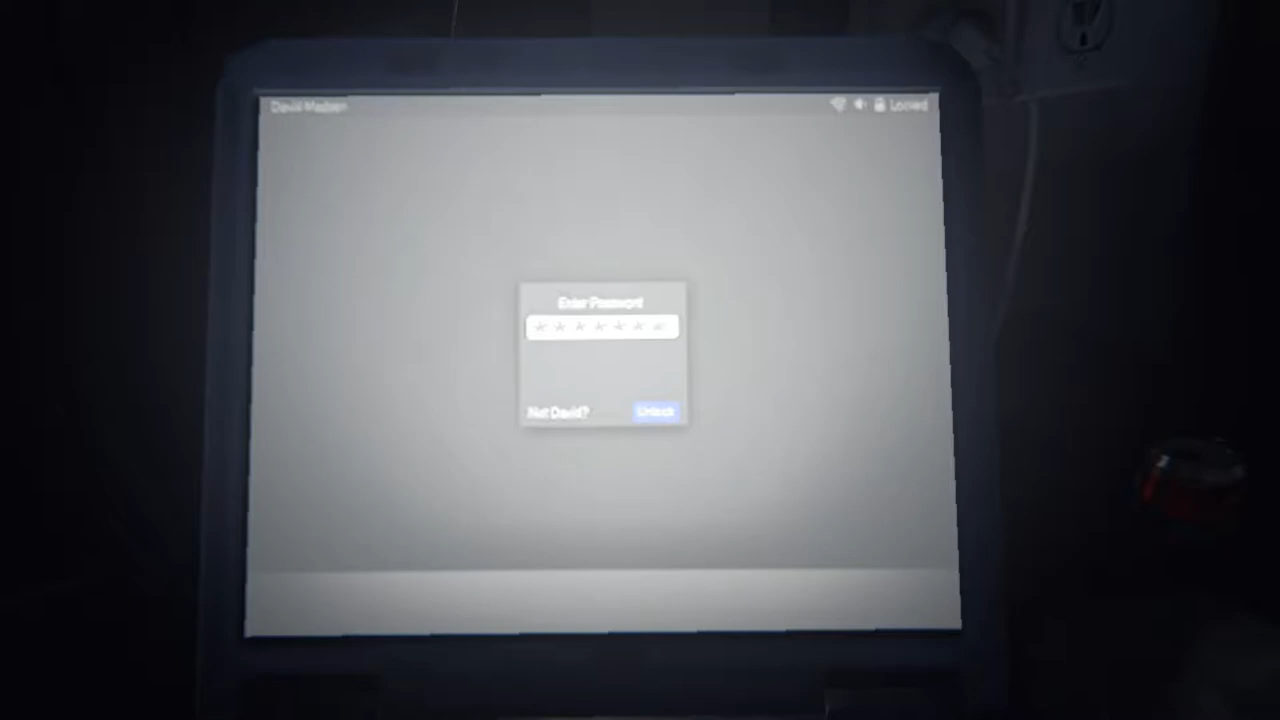 David Madsen
Locked
Enter Password
*******
Not David?
Unlock